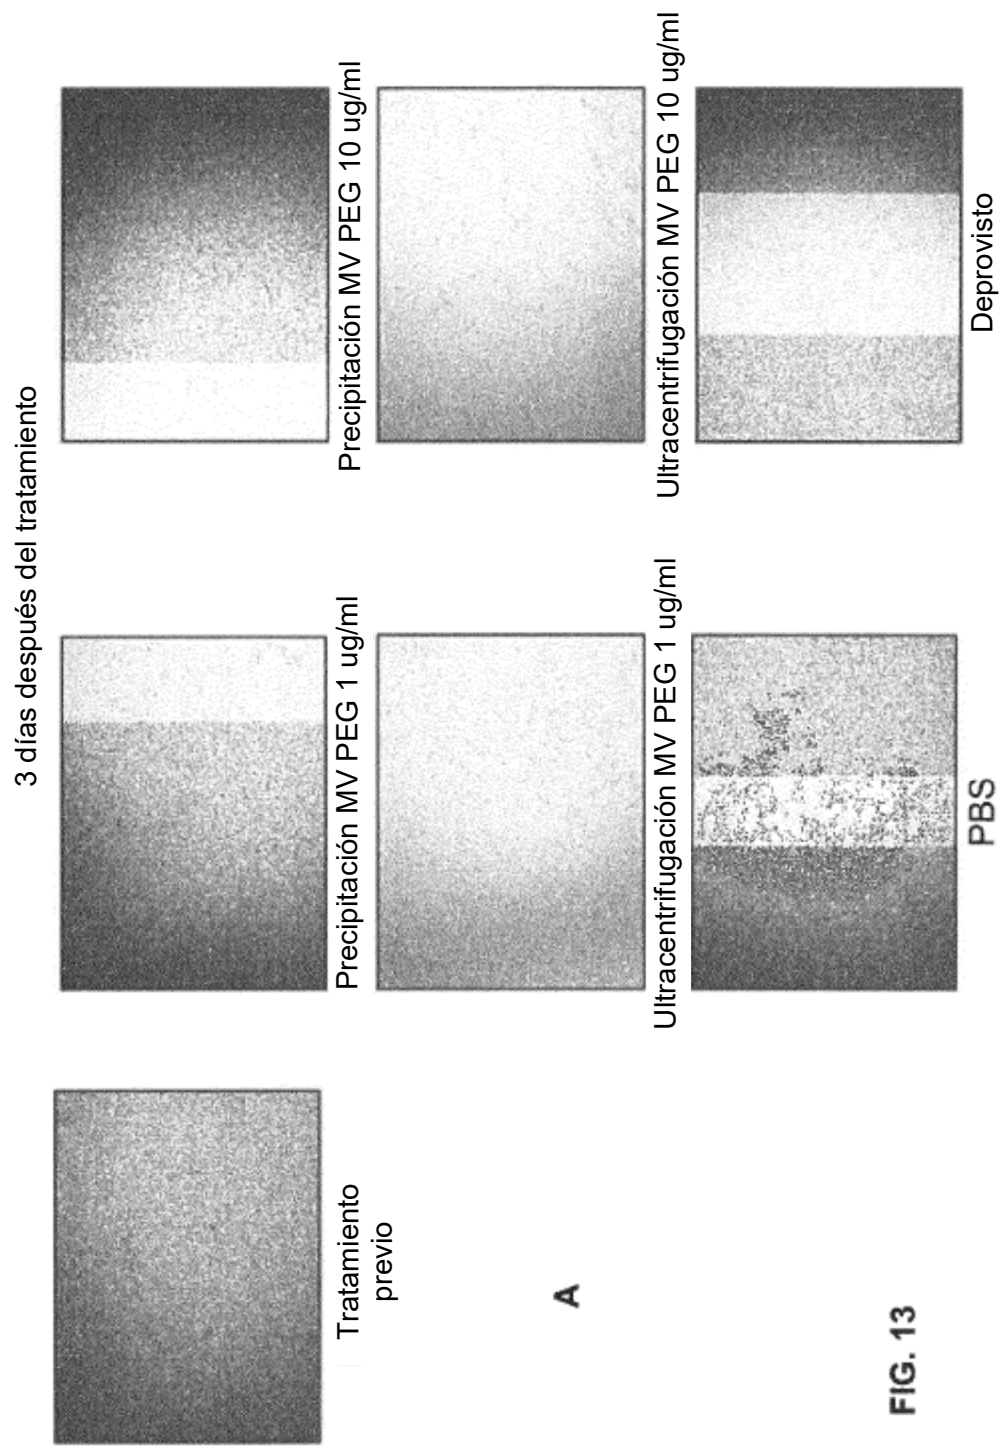 3 días después del tratamiento
Tratamiento
previo
Precipitación MV PEG 1 ug/ml
Precipitación MV PEG 10 ug/ml
Ultracentrifugación MV PEG 1 ug/ml
Ultracentrifugación MV PEG 10 ug/ml
PBS
Deprovisto
A
FIG. 13